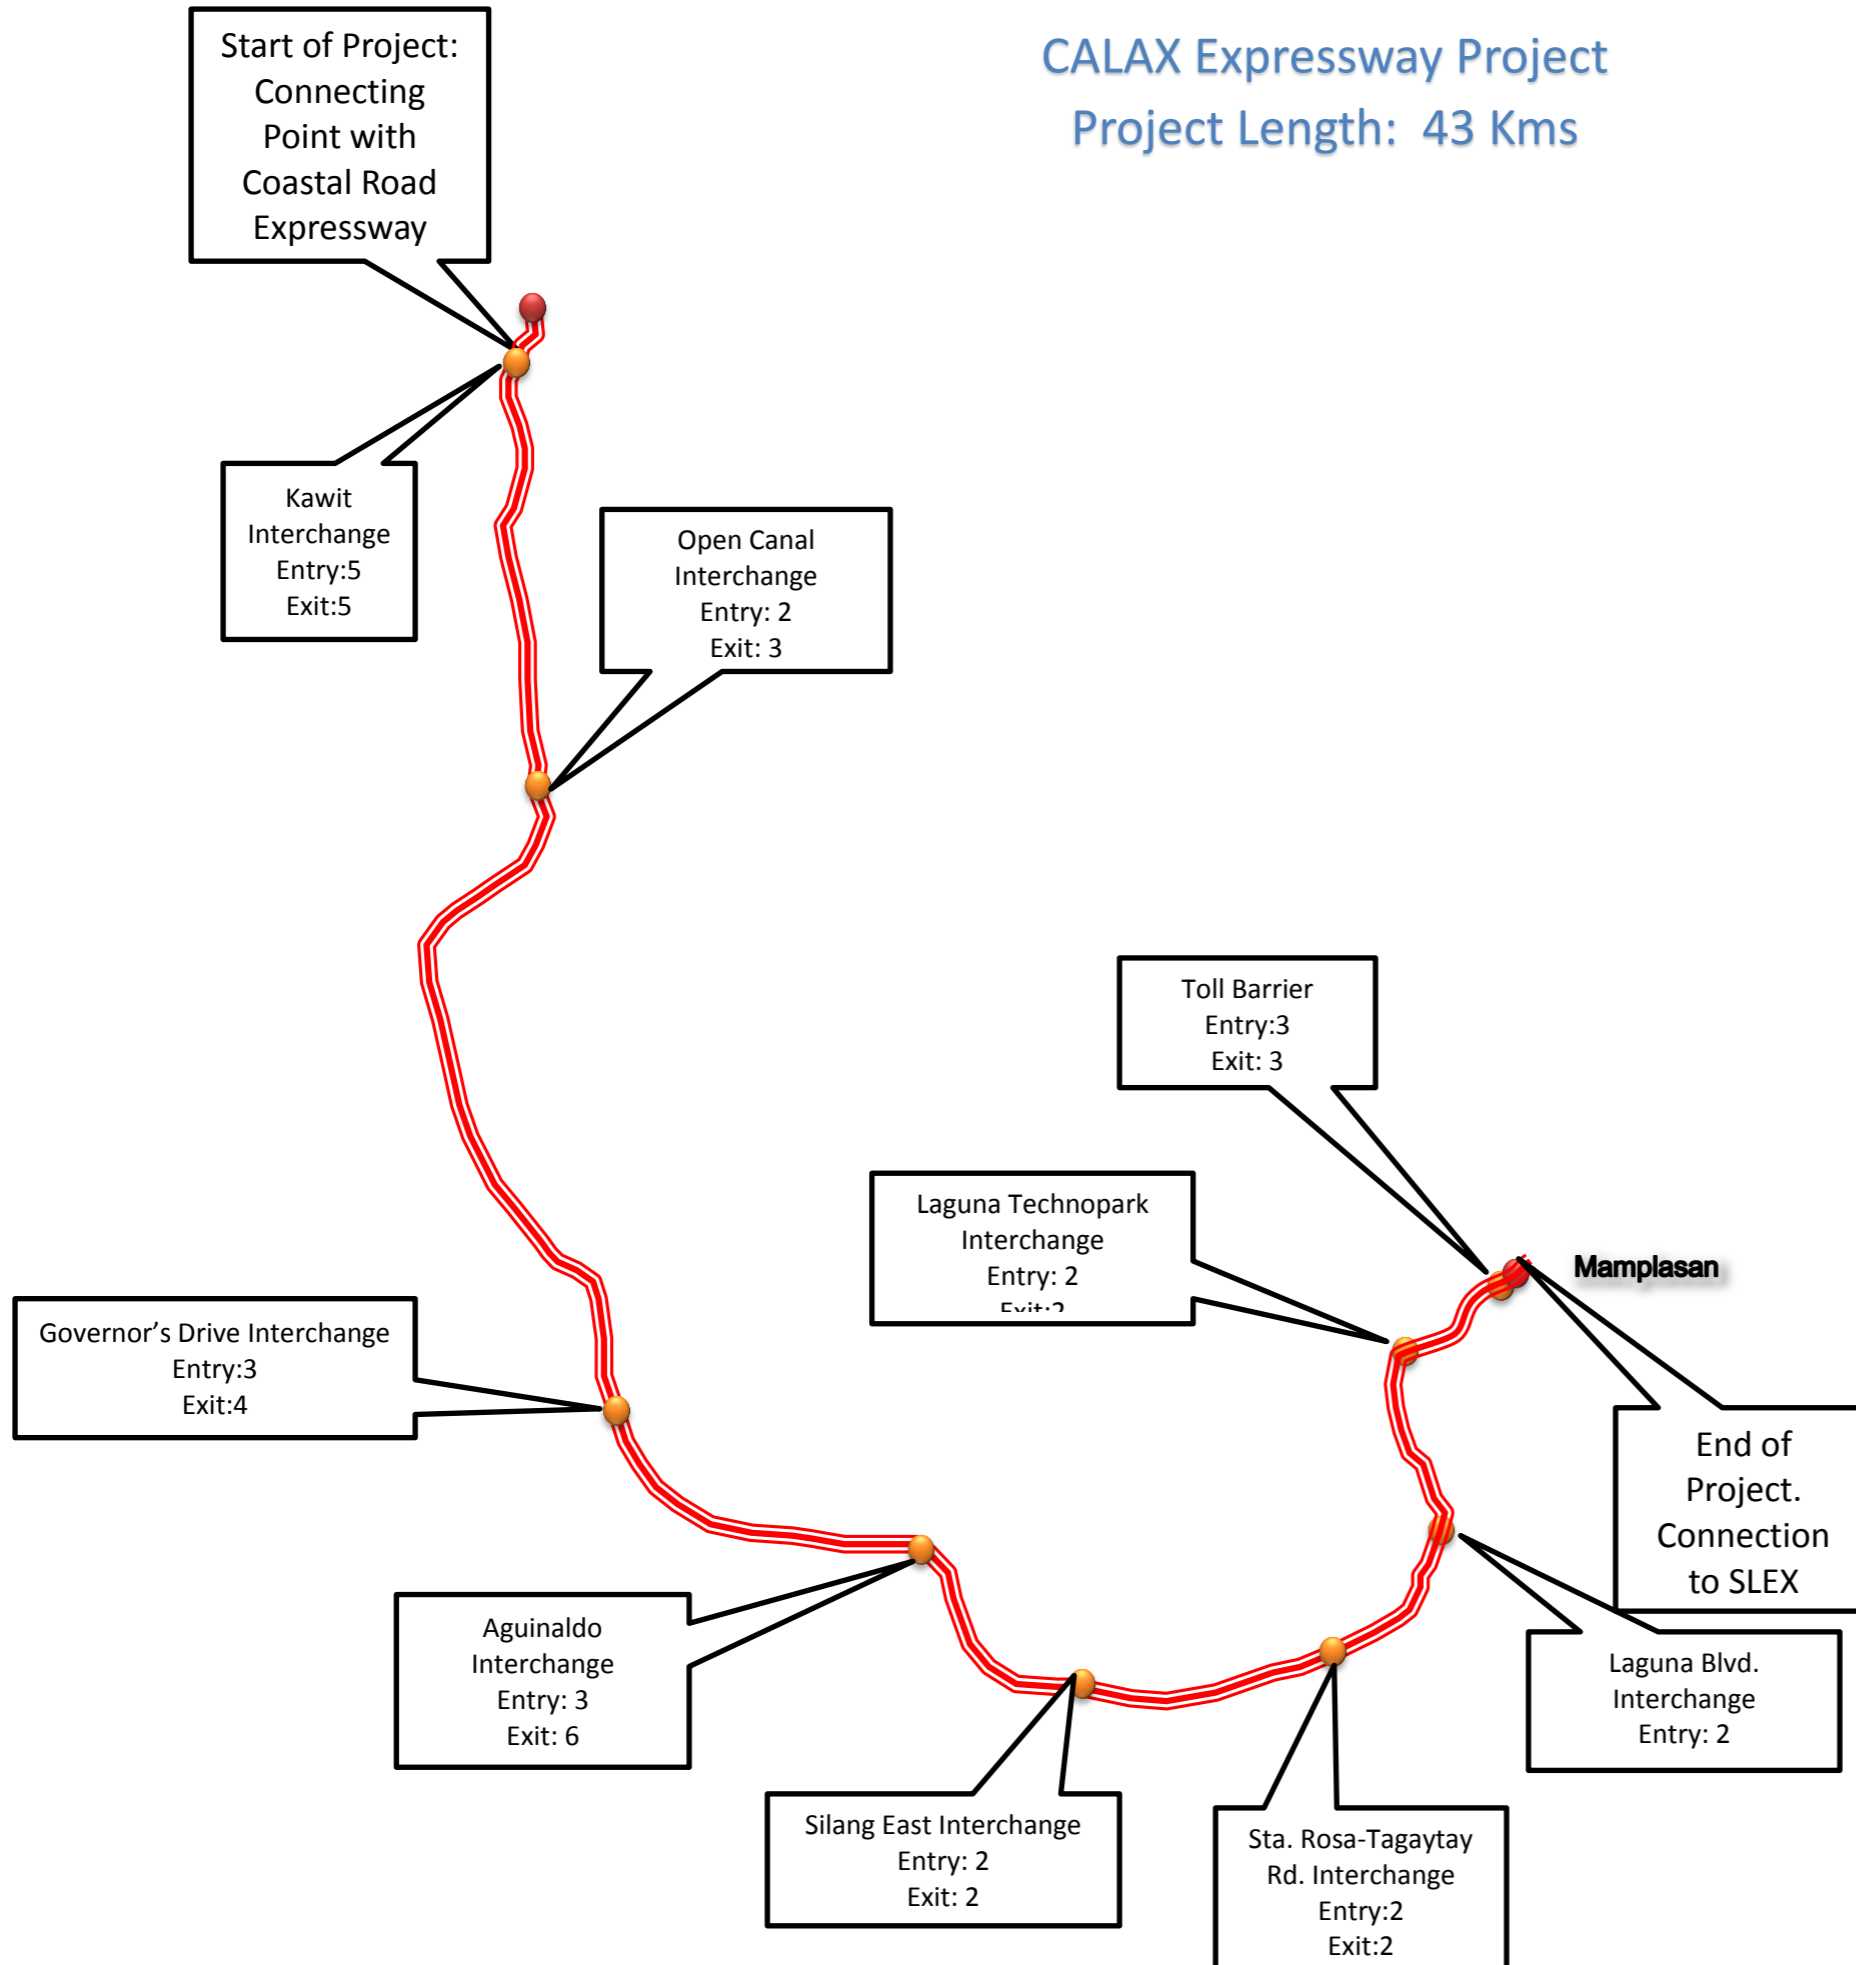 CALAX Expressway Project
Project Length: 43 Kms
Start of Project:
Connecting
Point with
Coastal Road
Expressway
Kawit
Interchange
Entry:5
Exit:5
Open Canal
Interchange
Entry: 2
Exit: 3
Toll Barrier
Entry:3
Exit: 3
Laguna Technopark
Interchange
Entry: 2
Exit:2
Mamplasan
Governor's Drive Interchange
Entry:3
Exit:4
End of
Project.
Connection
to SLEX
Aguinaldo
Interchange
Entry: 3
Exit: 6
Laguna Blvd.
Interchange
Entry: 2
Silang East Interchange
Entry: 2
Exit: 2
Sta. Rosa-Tagaytay
Rd. Interchange
Entry:2
Exit:2